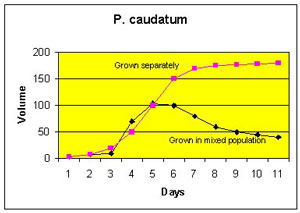 P. caudatum
200
150
100
50
0
Volume
Grown separately
Grown in mixed population
1 2 3 4 5 6 7 8 9 10 11
Days